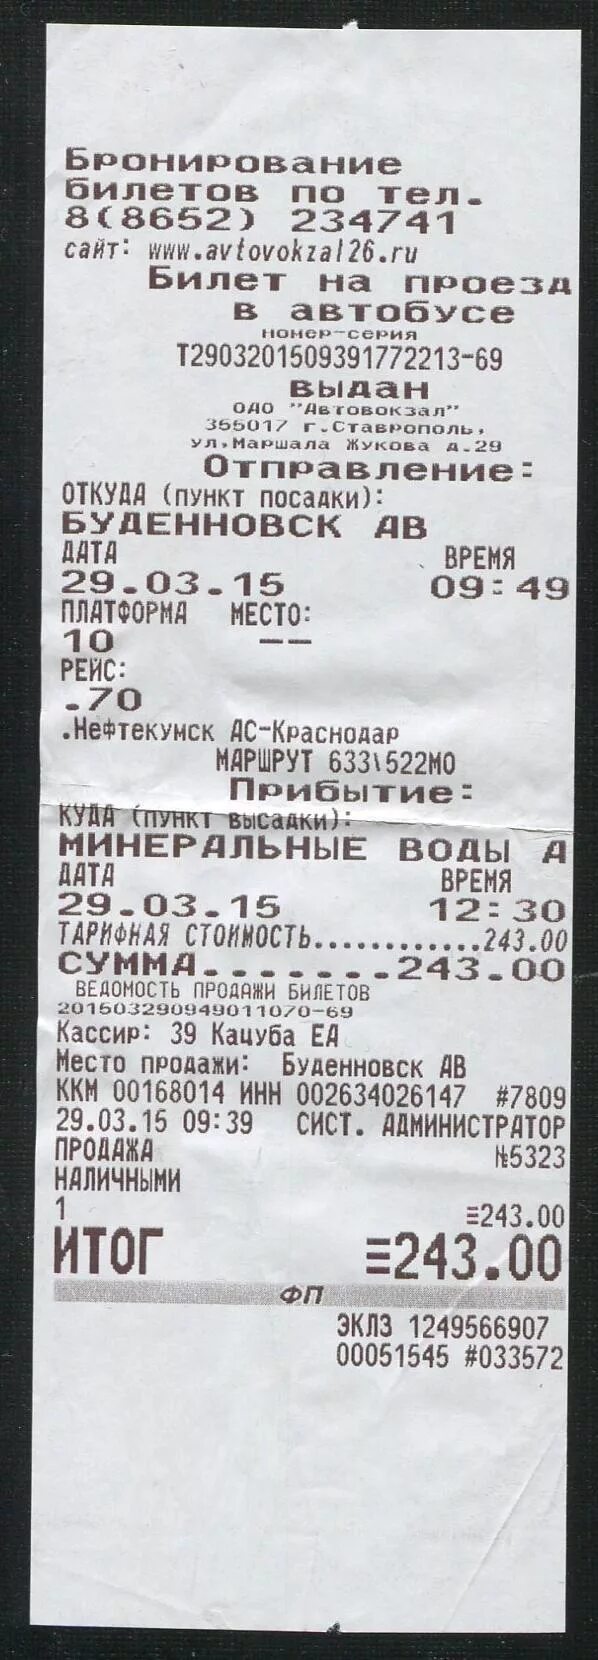 Бронирование
билетов по тел.
8(8652) 234741
сайт: www.avtovokzal26.ru
Билет на проезд
в автобусе
номер-серия
Т2903201509391772213-69
выдан
ОАО "Автовокзал"
355017 г.Ставрополь,
ул.Маршала Жукова д.29
Отправление:
ОТКУДА (пункт посадки):
БУДЕННОВСК АВ
ДАТА ВРЕМЯ
29.03.15 09:49
ПЛАТФОРМА МЕСТО:
10 --
РЕЙС:
.70
.Нефтекумск АС-Краснодар
МАРШРУТ 633\522МО
Прибытие:
КУДА (пункт высадки):
МИНЕРАЛЬНЫЕ ВОДЫ А
ДАТА ВРЕМЯ
29.03.15 12:30
ТАРИФНАЯ СТОИМОСТЬ............243.00
СУММА.......243.00
ВЕДОМОСТЬ ПРОДАЖИ БИЛЕТОВ
20150329094901 1070-69
Кассир: 39 Кацуба ЕА
Место продажи: Буденновск АВ
ККМ 00168014 ИНН 002634026147 #7809
29.03.15 09:39 СИСТ. АДМИНИСТРАТОР
ПРОДАЖА №5323
НАЛИЧНЫМИ
1 ≡243.00
ИТОГ ≡243.00
ФП
ЭКЛЗ 1249566907
00051545 #033572